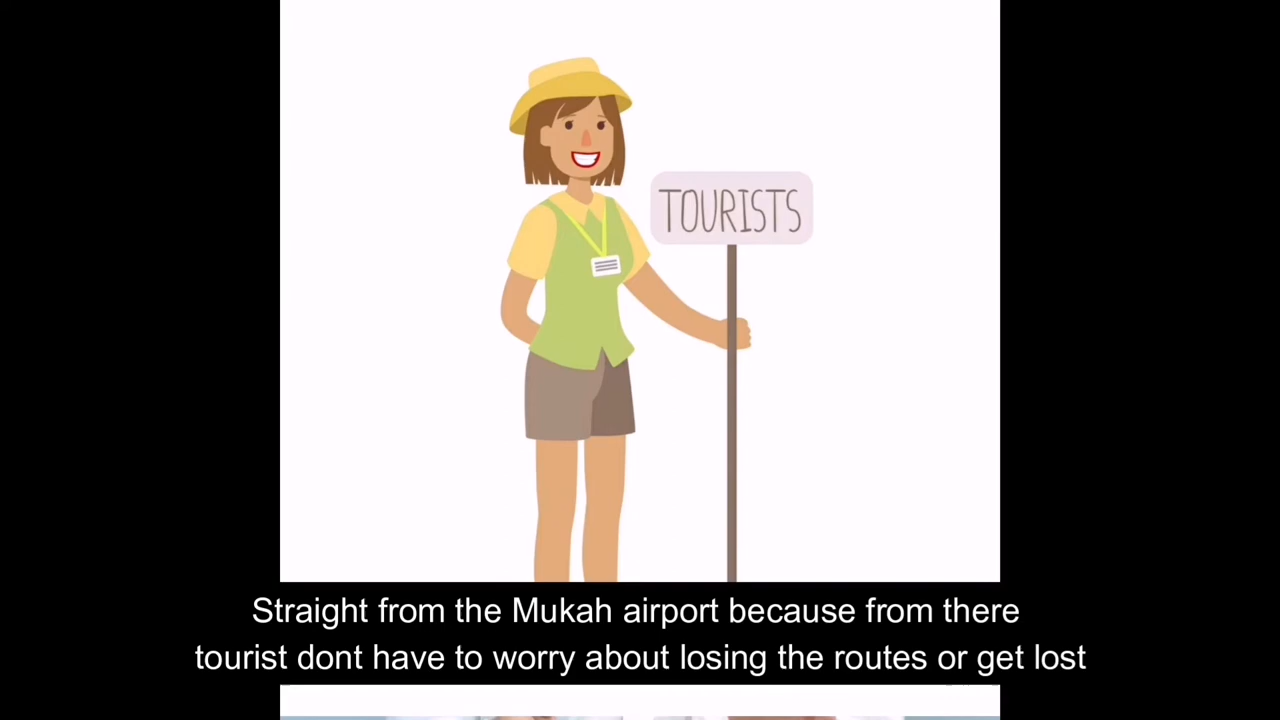 TOURISTS
Straight from the Mukah airport because from there
tourist dont have to worry about losing the routes or get lost